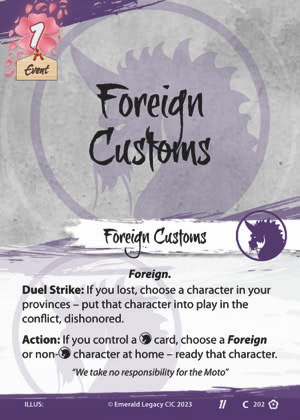 1
Event
Foreign
Customs
Foreign Customs
Foreign.
Duel Strike: If you lost, choose a character in your
provinces – put that character into play in the
conflict, dishonored.
Action: If you control a card, choose a Foreign
or non- character at home – ready that character.
"We take no responsibility for the Moto"
ILLUS: © Emerald Legacy CIC 2023 C 202